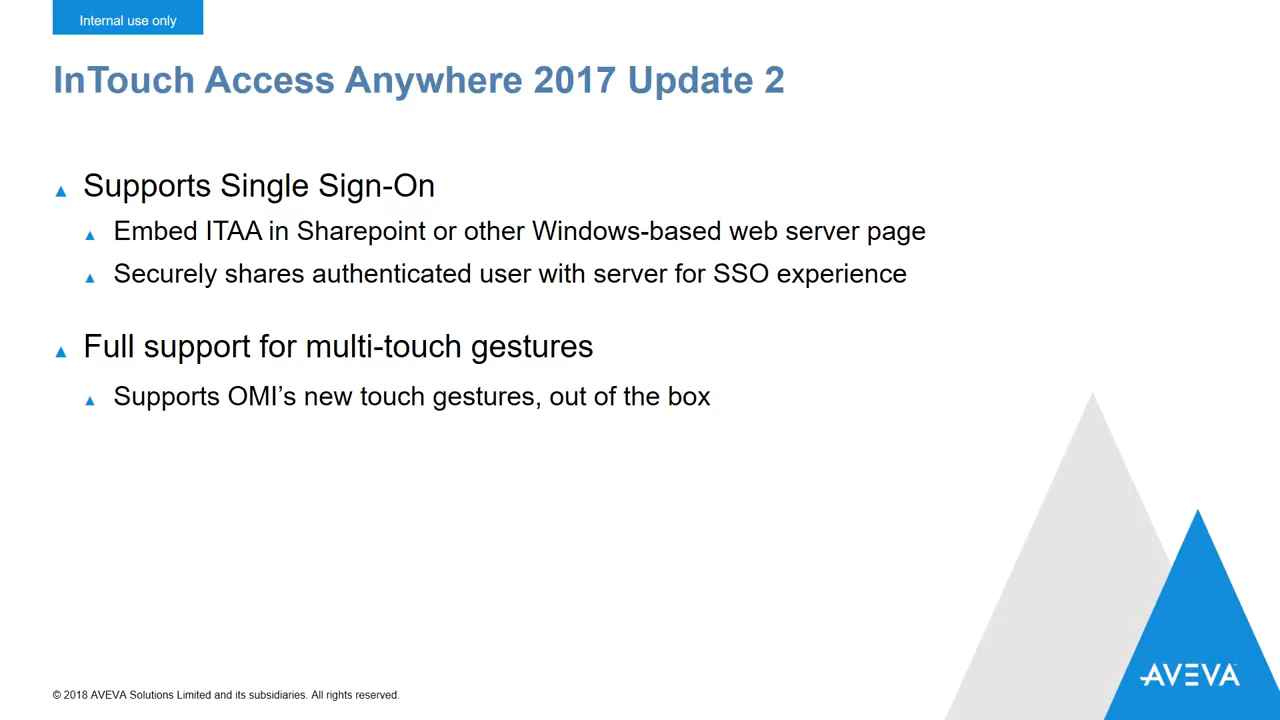 Internal use only
InTouch Access Anywhere 2017 Update 2
Supports Single Sign-On
Embed ITAA in Sharepoint or other Windows-based web server page
Securely shares authenticated user with server for SSO experience
Full support for multi-touch gestures
Supports OMI’s new touch gestures, out of the box
© 2018 AVEVA Solutions Limited and its subsidiaries. All rights reserved.
AVEVA